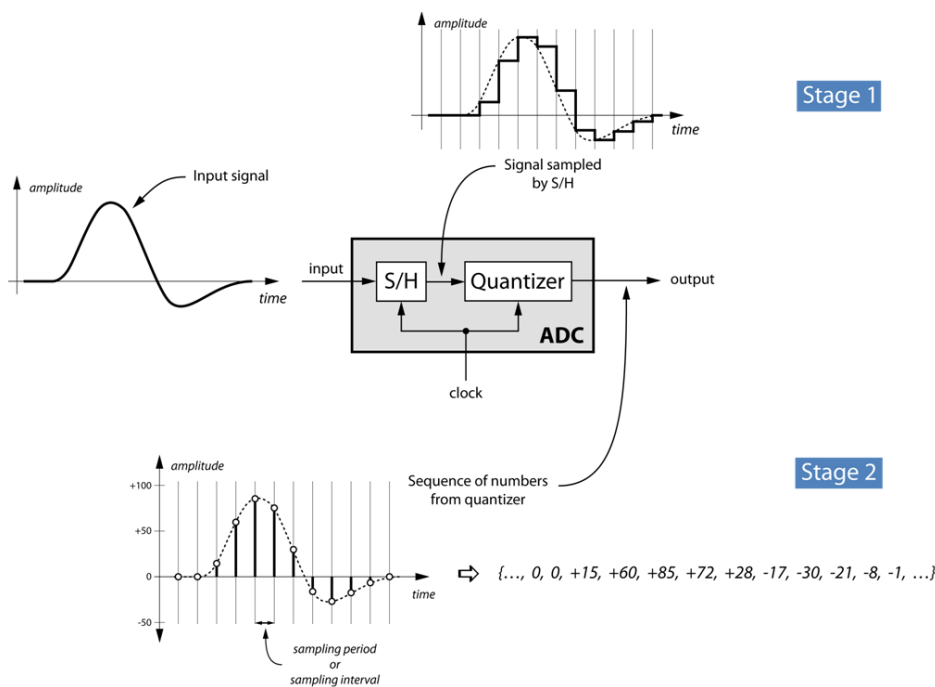 amplitude
Stage 1
time
Signal sampled
by S/H
Input signal
amplitude
time
input
S/H
Quantizer
output
ADC
clock
amplitude
+100
+50
0
-50
time
Sequence of numbers
from quantizer
Stage 2
{..., 0, 0, +15, +60, +85, +72, +28, -17, -30, -21, -8, -1, ...}
sampling period
or
sampling interval